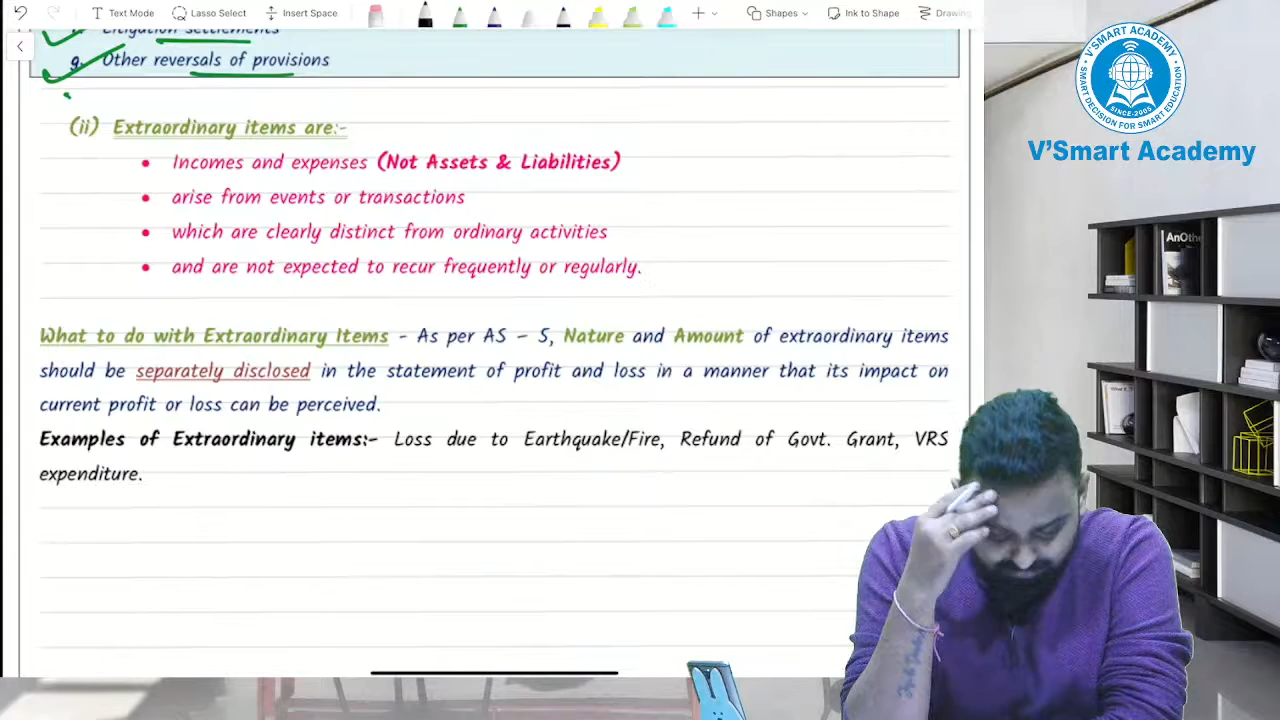 Text Mode Lasso Select Insert Space Shapes Ink to Shape Drawing
Litigation settlements
g. Other reversals of provisions
(ii) Extraordinary items are:-
• Incomes and expenses (Not Assets & Liabilities)
• arise from events or transactions
• which are clearly distinct from ordinary activities
• and are not expected to recur frequently or regularly.
What to do with Extraordinary Items - As per AS – 5, Nature and Amount of extraordinary items
should be separately disclosed in the statement of profit and loss in a manner that its impact on
current profit or loss can be perceived.
Examples of Extraordinary items:- Loss due to Earthquake/Fire, Refund of Govt. Grant, VRS
expenditure.
V'SMART ACADEMY
SMART DECISION FOR SMART EDUCATION
SINCE-2005
V'Smart Academy
AnOthe